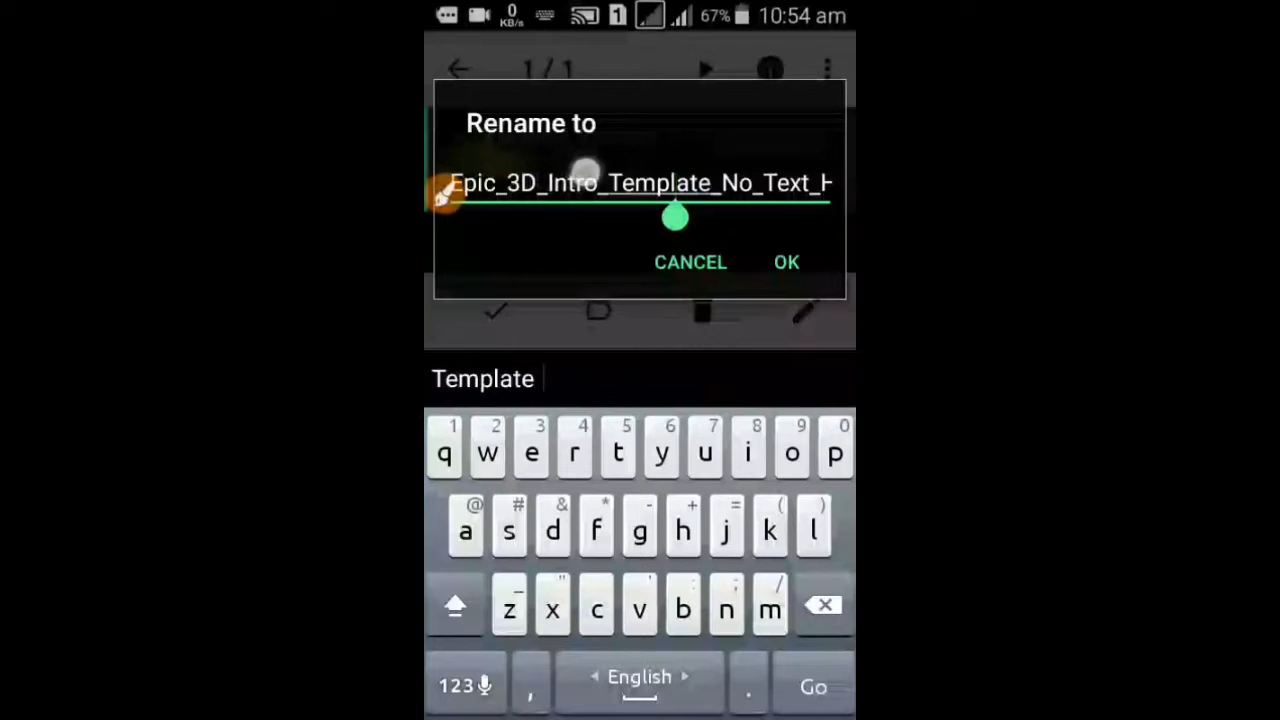 0
KB/s
1
67%
10:54 am
1/1
Rename to
Epic_3D_Intro_Template_No_Text_H
CANCEL
OK
Template
1 2 3 4 5 6 7 8 9 0
q w e r t y u i o p
@ # & * - + = ( )
a s d f g h j k l
_ " ' : ; /
z x c v b n m
123 , English . Go